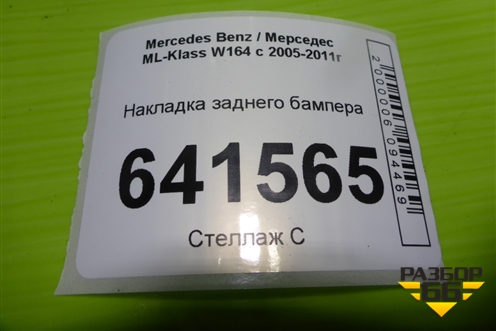 Mercedes Benz / Мерседес
ML-Klass W164 с 2005-2011г
Накладка заднего бампера
641565
Стеллаж С
2000006094469
РАЗБОР
66